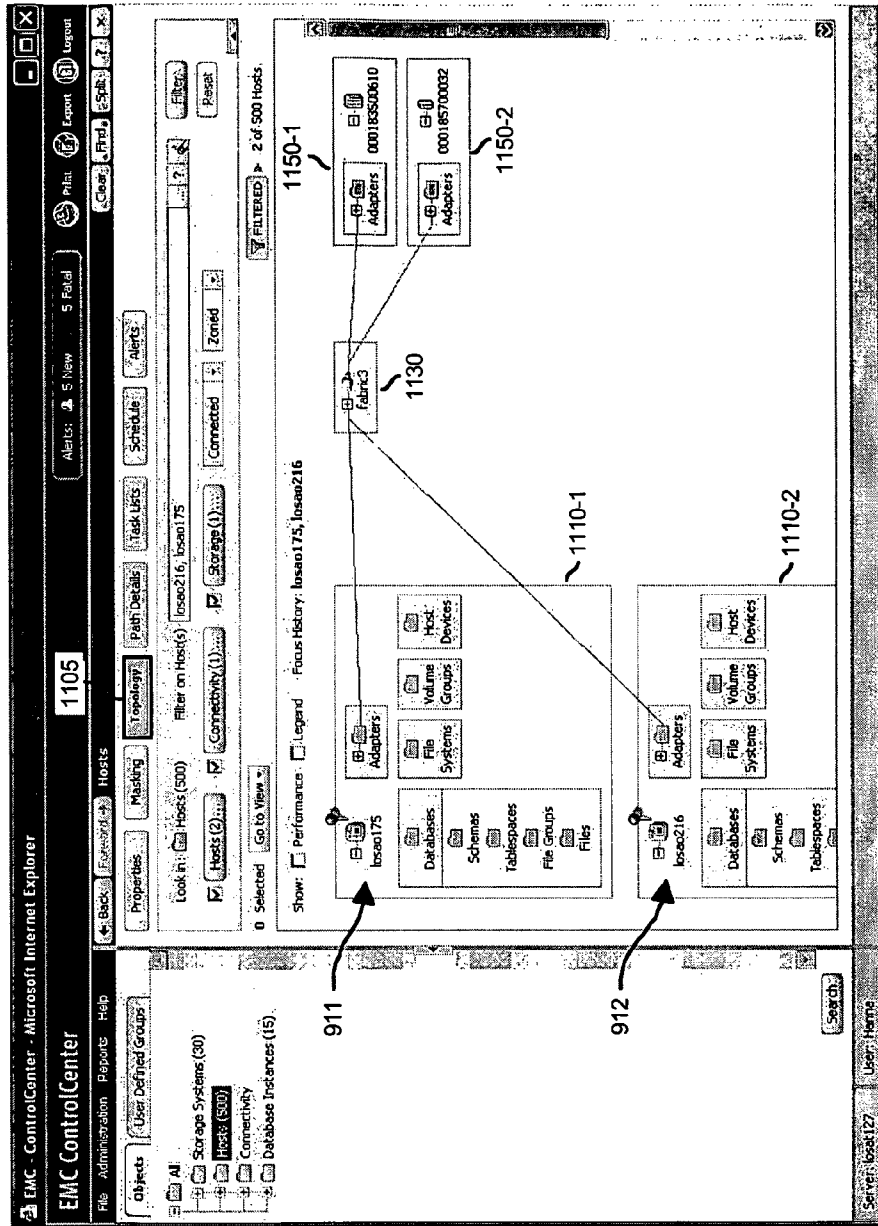 EMC - ControlCenter - Microsoft Internet Explorer
EMC ControlCenter
Alerts: 5 New 5 Fatal
Print Export Logout
File Administration Reports Help
Back Forward Hosts
Clear Find Split ? X
Objects User Defined Groups
All
Storage Systems (30)
Hosts (500)
Connectivity
Database Instances (15)
Search
1105
Properties Masking Topology Path Details Task Lists Schedule Alerts
Look in: Hosts (500) Filter on Host(s) losao216, losao175 ... ? Filter
Hosts (2)... Connectivity (1)... Storage (1)... Connected Zoned Reset
0 Selected Go to View FILTERED 2 of 500 Hosts
Show: Performance Legend Focus History: losao175, losao216
911
losao175
Adapters
Databases
Schemas
Tablespaces
File Groups
Files
File Systems
Volume Groups
Host Devices
1110-1
912
losao216
Adapters
Databases
Schemas
Tablespaces
File Systems
Volume Groups
Host Devices
1110-2
fabric3
1130
1150-1
Adapters
000183500610
Adapters
000185700032
1150-2
Server: losat127 User: Hanna